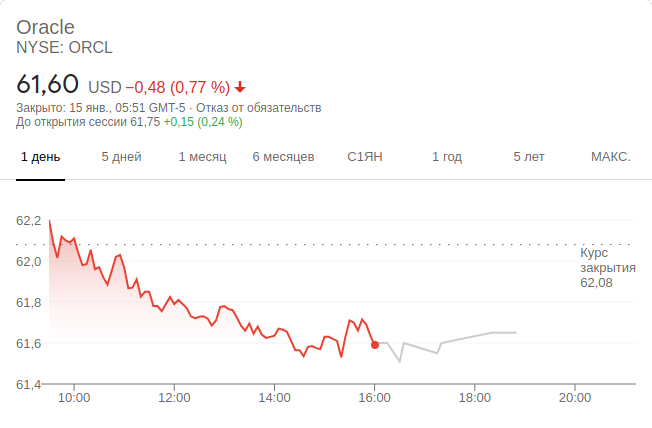 Oracle
NYSE: ORCL
61,60 USD −0,48 (0,77 %)
Закрыто: 15 янв., 05:51 GMT-5 · Отказ от обязательств
До открытия сессии 61,75 +0,15 (0,24 %)
1 день 5 дней 1 месяц 6 месяцев С1ЯН 1 год 5 лет МАКС.
62,2
62,0
61,8
61,6
61,4
Курс
закрытия
62,08
10:00 12:00 14:00 16:00 18:00 20:00